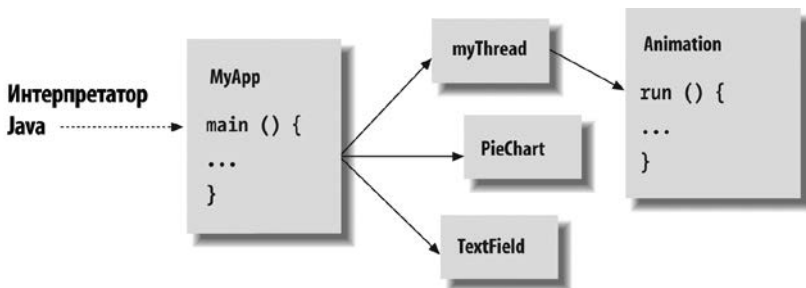 Интерпретатор
Java
MyApp
main () {
...
}
myThread
PieChart
TextField
Animation
run () {
...
}